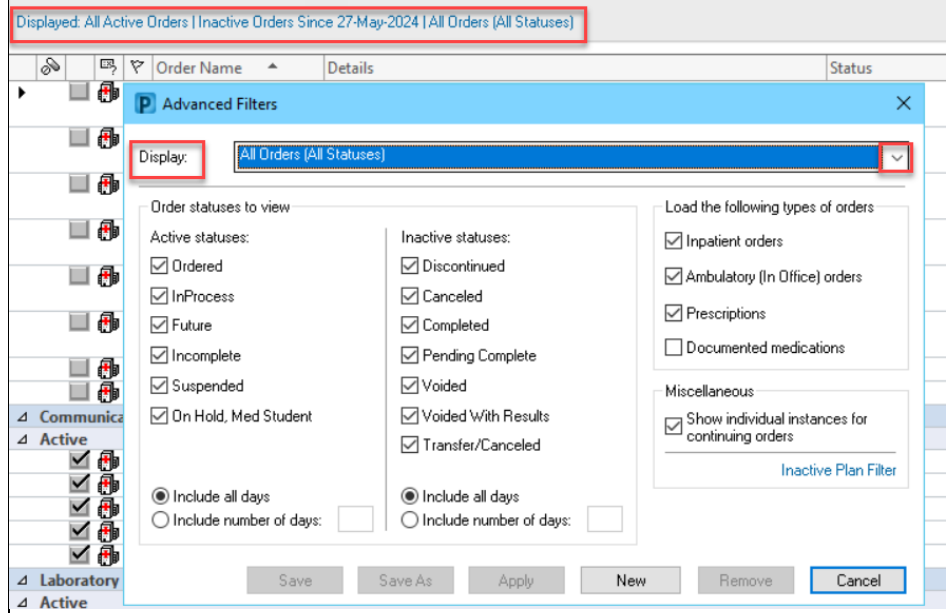 Displayed: All Active Orders | Inactive Orders Since 27-May-2024 | All Orders (All Statuses)
Order Name Details Status
P Advanced Filters
Display: All Orders (All Statuses)
Order statuses to view
Active statuses:
Ordered
InProcess
Future
Incomplete
Suspended
On Hold, Med Student
Include all days
Include number of days:
Inactive statuses:
Discontinued
Canceled
Completed
Pending Complete
Voided
Voided With Results
Transfer/Canceled
Include all days
Include number of days:
Load the following types of orders
Inpatient orders
Ambulatory (In Office) orders
Prescriptions
Documented medications
Miscellaneous
Show individual instances for
continuing orders
Inactive Plan Filter
Save Save As Apply New Remove Cancel
Communica
Active
Laboratory
Active